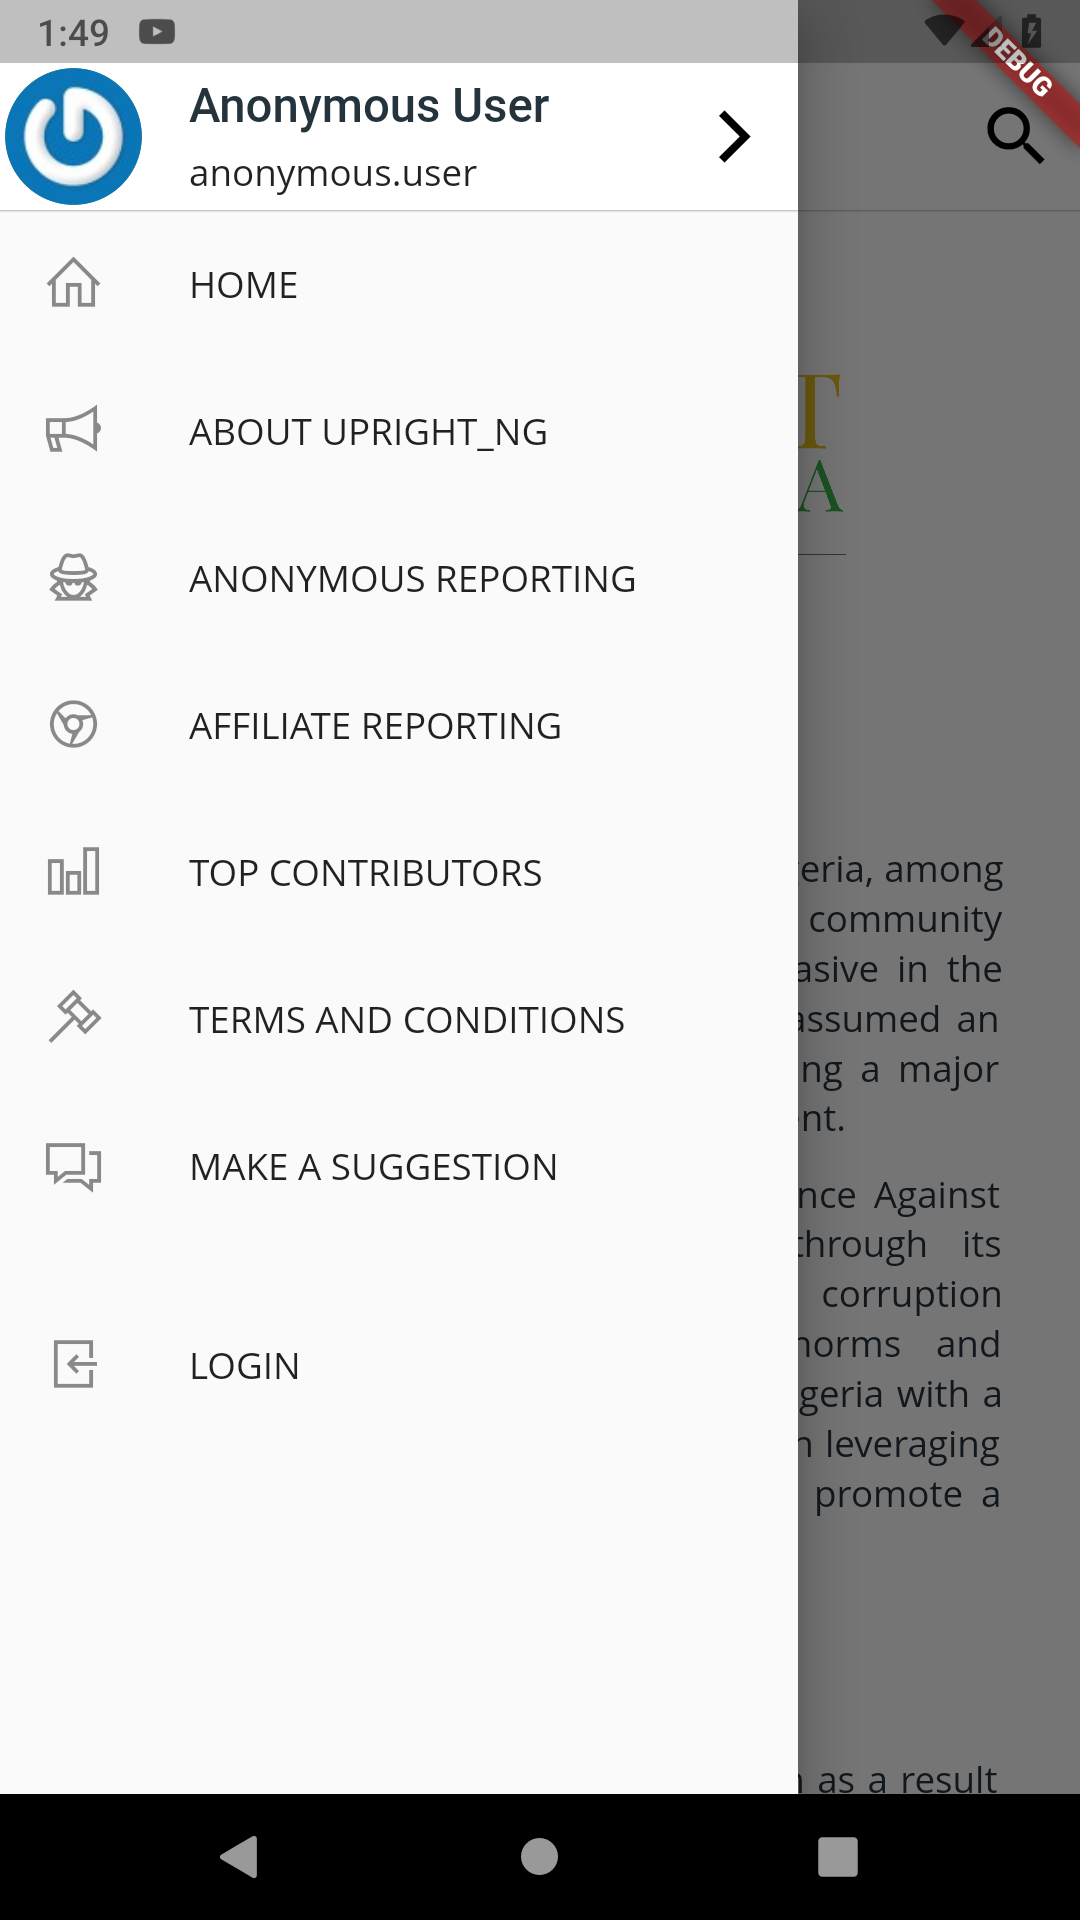 1:49
DEBUG
Anonymous User
anonymous.user
HOME
T
ABOUT UPRIGHT_NG
A
ANONYMOUS REPORTING
AFFILIATE REPORTING
TOP CONTRIBUTORS
eria, among
community
asive in the
TERMS AND CONDITIONS
assumed an
ng a major
nt.
MAKE A SUGGESTION
nce Against
through its
corruption
norms and
LOGIN
geria with a
n leveraging
promote a
n as a result